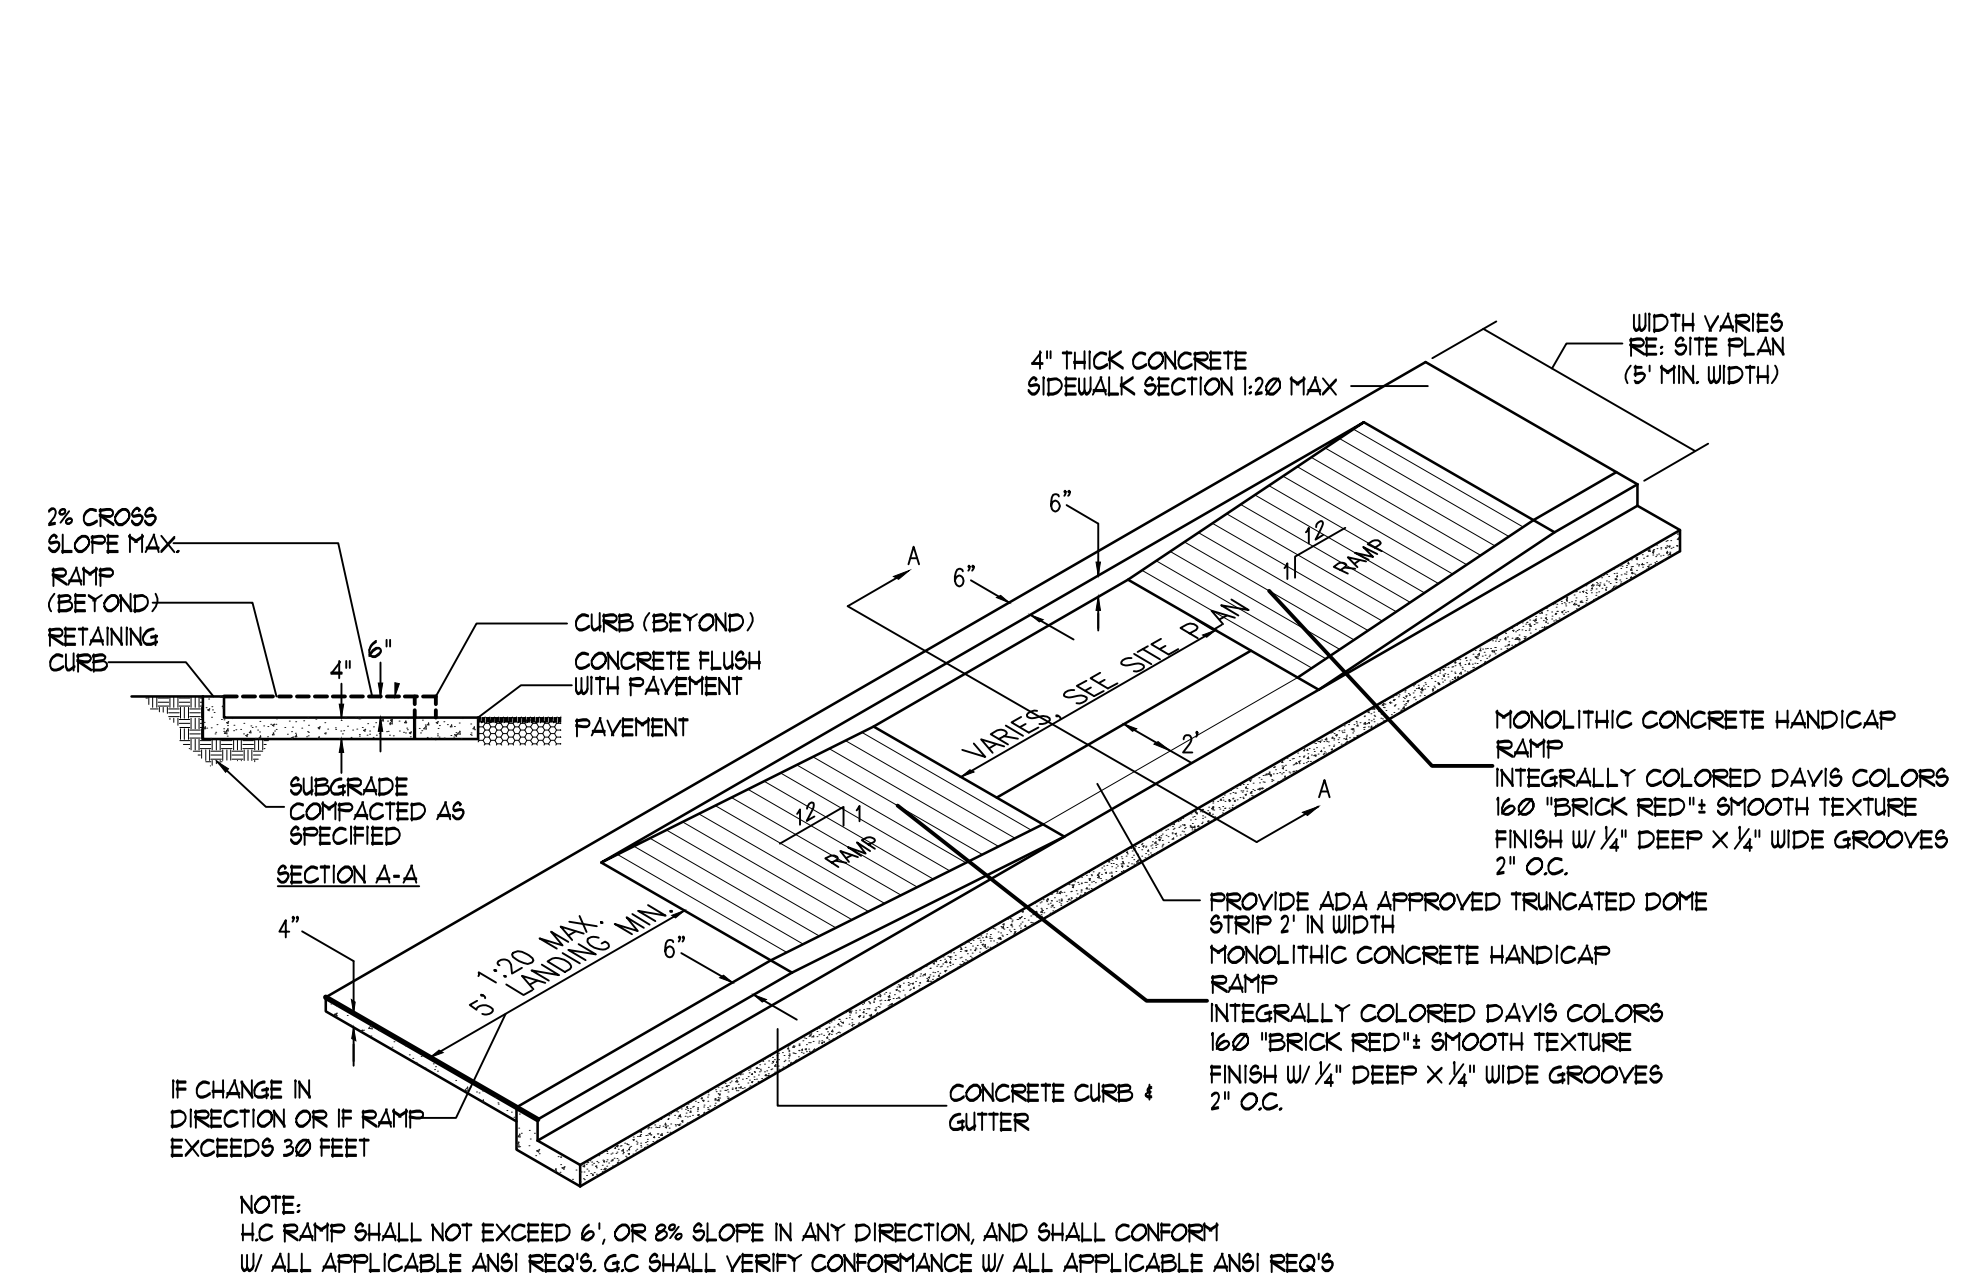 WIDTH VARIES
RE: SITE PLAN
(5' MIN. WIDTH)
4" THICK CONCRETE
SIDEWALK SECTION 1:20 MAX
6"
6"
A
12
1
RAMP
VARIES, SEE SITE PLAN
2'
A
12
1
RAMP
2% CROSS
SLOPE MAX.
RAMP
(BEYOND)
RETAINING
CURB
4"
6"
CURB (BEYOND)
CONCRETE FLUSH
WITH PAVEMENT
PAVEMENT
SUBGRADE
COMPACTED AS
SPECIFIED
SECTION A-A
MONOLITHIC CONCRETE HANDICAP
RAMP
INTEGRALLY COLORED DAVIS COLORS
160 "BRICK RED"± SMOOTH TEXTURE
FINISH W/ 1/4" DEEP X 1/4" WIDE GROOVES
2" O.C.
PROVIDE ADA APPROVED TRUNCATED DOME
STRIP 2' IN WIDTH
MONOLITHIC CONCRETE HANDICAP
RAMP
INTEGRALLY COLORED DAVIS COLORS
160 "BRICK RED"± SMOOTH TEXTURE
FINISH W/ 1/4" DEEP X 1/4" WIDE GROOVES
2" O.C.
4"
1:20 MAX.
5' LANDING MIN.
6"
IF CHANGE IN
DIRECTION OR IF RAMP
EXCEEDS 30 FEET
CONCRETE CURB &
GUTTER
NOTE:
H.C RAMP SHALL NOT EXCEED 6', OR 8% SLOPE IN ANY DIRECTION, AND SHALL CONFORM
W/ ALL APPLICABLE ANSI REQ'S. G.C SHALL VERIFY CONFORMANCE W/ ALL APPLICABLE ANSI REQ'S